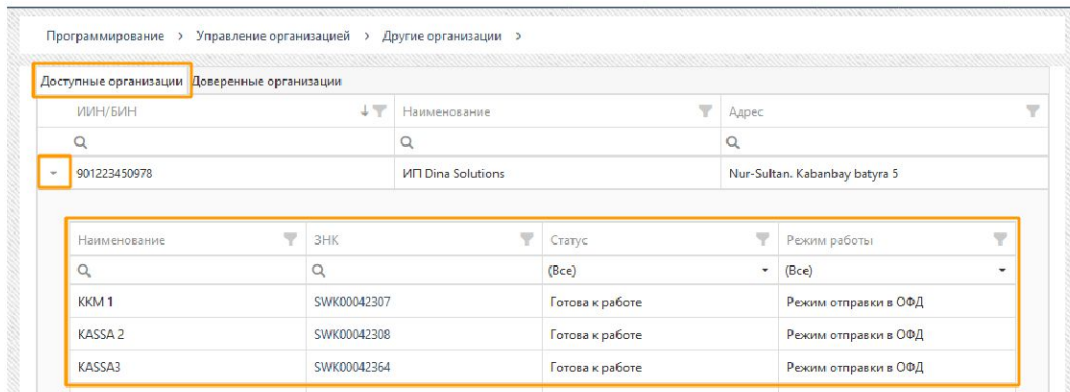 Программирование > Управление организацией > Другие организации >
Доступные организации Доверенные организации
ИИН/БИН Наименование Адрес
901223450978 ИП Dina Solutions Nur-Sultan. Kabanbay batyra 5
Наименование ЗНК Статус Режим работы
(Все) (Все)
ККМ 1 SWK00042307 Готова к работе Режим отправки в ОФД
KASSA 2 SWK00042308 Готова к работе Режим отправки в ОФД
KASSA3 SWK00042364 Готова к работе Режим отправки в ОФД